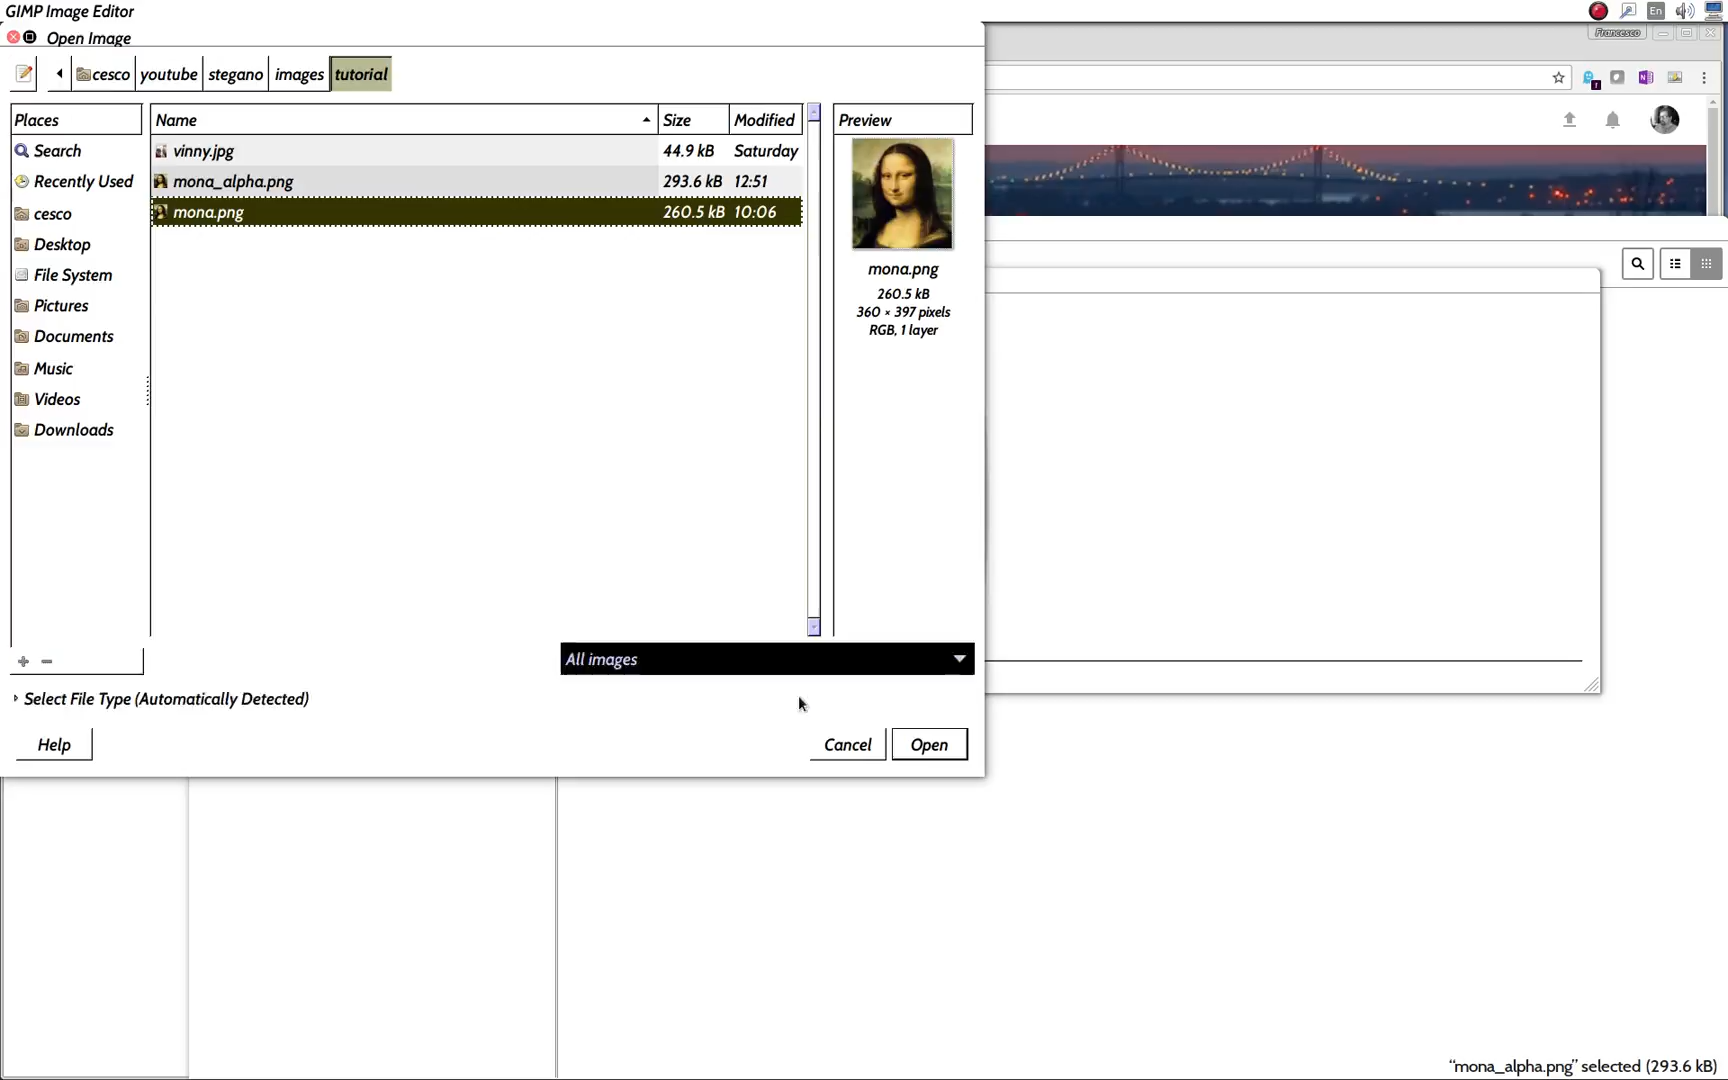 GIMP Image Editor
En
Open Image
Francesco
cesco youtube stegano images tutorial
Places
Name Size Modified
Preview
Search
vinny.jpg 44.9 kB Saturday
Recently Used
mona_alpha.png 293.6 kB 12:51
cesco
mona.png 260.5 kB 10:06
Desktop
File System
mona.png
260.5 kB
360 × 397 pixels
RGB, 1 layer
Pictures
Documents
Music
Videos
Downloads
All images
Select File Type (Automatically Detected)
Help
Cancel
Open
“mona_alpha.png” selected (293.6 kB)